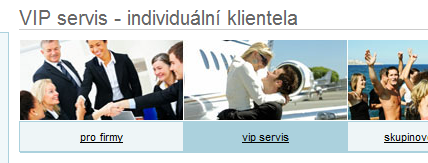 VIP servis - individuální klientela
pro firmy
vip servis
skupinov